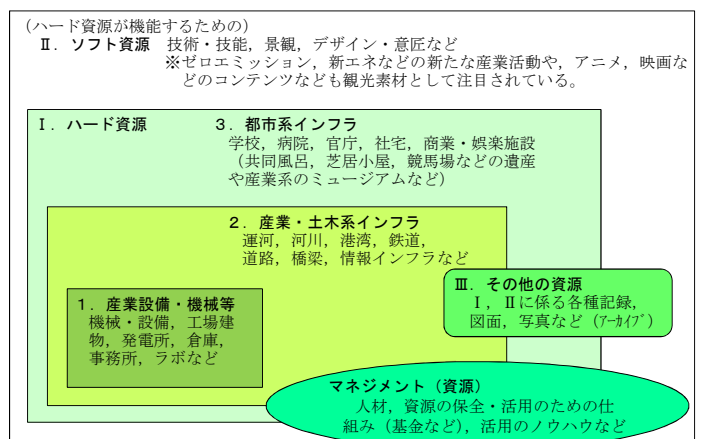 （ハード資源が機能するための）
Ⅱ．ソフト資源　技術・技能，景観，デザイン・意匠など
※ゼロエミッション，新エネなどの新たな産業活動や，アニメ，映画な
どのコンテンツなども観光素材として注目されている。
Ⅰ．ハード資源　３．都市系インフラ
学校，病院，官庁，社宅，商業・娯楽施設
（共同風呂，芝居小屋，競馬場などの遺産
や産業系のミュージアムなど）
２．産業・土木系インフラ
運河，河川，港湾，鉄道，
道路，橋梁，情報インフラなど
１．産業設備・機械等
機械・設備，工場建
物，発電所，倉庫，
事務所，ラボなど
Ⅲ．その他の資源
Ⅰ，Ⅱに係る各種記録，
図面，写真など（ｱｰｶｲﾌﾞ）
マネジメント（資源）
人材，資源の保全・活用のための仕
組み（基金など），活用のノウハウなど